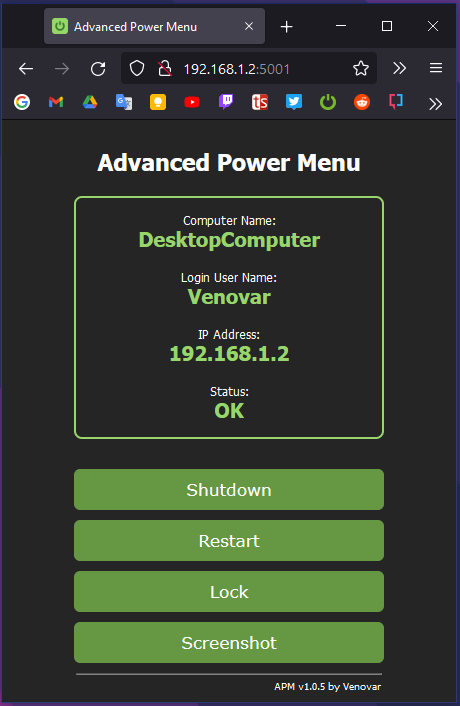 Advanced Power Menu
192.168.1.2:5001
Advanced Power Menu
Computer Name:
DesktopComputer
Login User Name:
Venovar
IP Address:
192.168.1.2
Status:
OK
Shutdown
Restart
Lock
Screenshot
APM v1.0.5 by Venovar